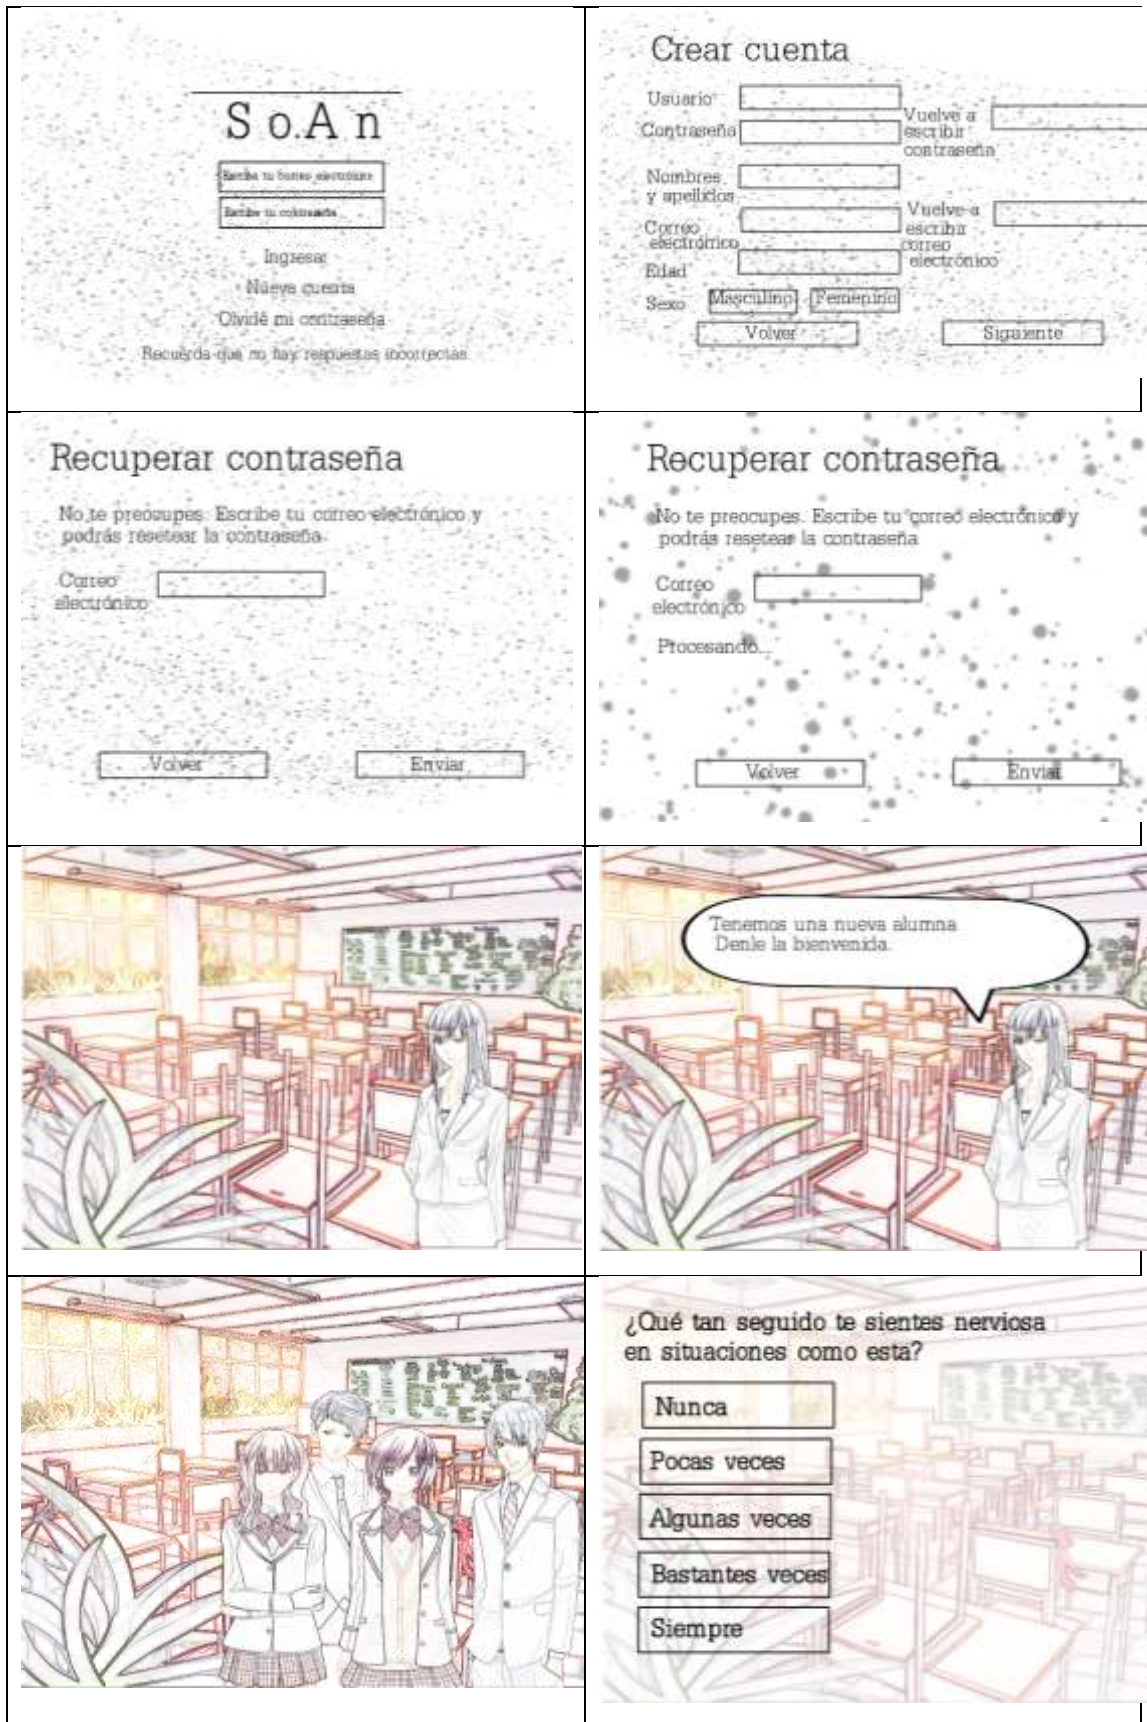 S o.A n
Escribe tu correo electrónico
Escribe tu contraseña
Ingresar
Nueva cuenta
Olvidé mi contraseña
Recuerda que no hay respuestas incorrectas
Crear cuenta
Usuario
Contraseña
Vuelve a
escribir
contraseña
Nombres
y apellidos
Correo
electrónico
Vuelve a
escribir
correo
electrónico
Edad
Sexo Masculino Femenino
Volver Siguiente
Recuperar contraseña
No te preocupes. Escribe tu correo electrónico y
podrás resetear la contraseña
Correo
electrónico
Volver Enviar
Recuperar contraseña
No te preocupes. Escribe tu correo electrónico y
podrás resetear la contraseña
Correo
electrónico
Procesando...
Volver Enviar
Tenemos una nueva alumna
Denle la bienvenida.
¿Qué tan seguido te sientes nerviosa
en situaciones como esta?
Nunca
Pocas veces
Algunas veces
Bastantes veces
Siempre